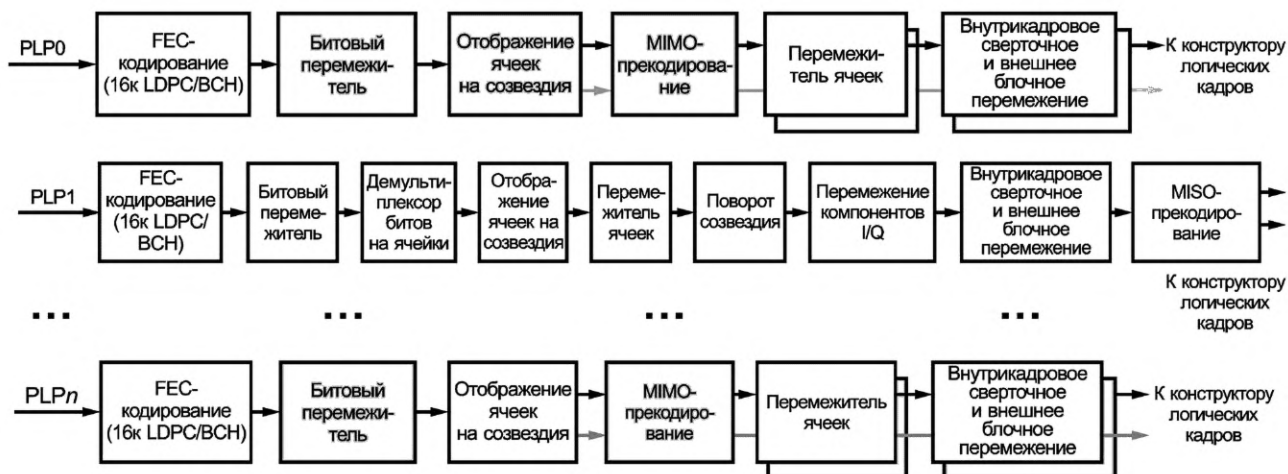 PLP0
FEC-
кодирование
(16к LDPC/BCH)
Битовый
перемежи-
тель
Отображение
ячеек
на созвездия
MIMO-
прекодирова-
ние
Перемежи-
тель ячеек
Внутрикадровое
сверточное
и внешнее
блочное
перемежение
К конструктору
логических
кадров
PLP1
FEC-
кодирование
(16к LDPC/
BCH)
Битовый
переме-
житель
Демульти-
плексор
битов
на ячейки
Отобра-
жение
ячеек на
созвездия
Переме-
житель
ячеек
Поворот
созвездия
Перемежение
компонентов
I/Q
Внутрикадровое
сверточное
и внешнее
блочное
перемежение
MISO-
прекодиро-
вание
К конструктору
логических
кадров
... ... ... ...
PLPn
FEC-
кодирование
(16к LDPC/BCH)
Битовый
перемежи-
тель
Отображение
ячеек
на созвездия
MIMO-
прекодиро-
вание
Перемежитель
ячеек
Внутрикадровое
сверточное
и внешнее
блочное
перемежение
К конструктору
логических
кадров